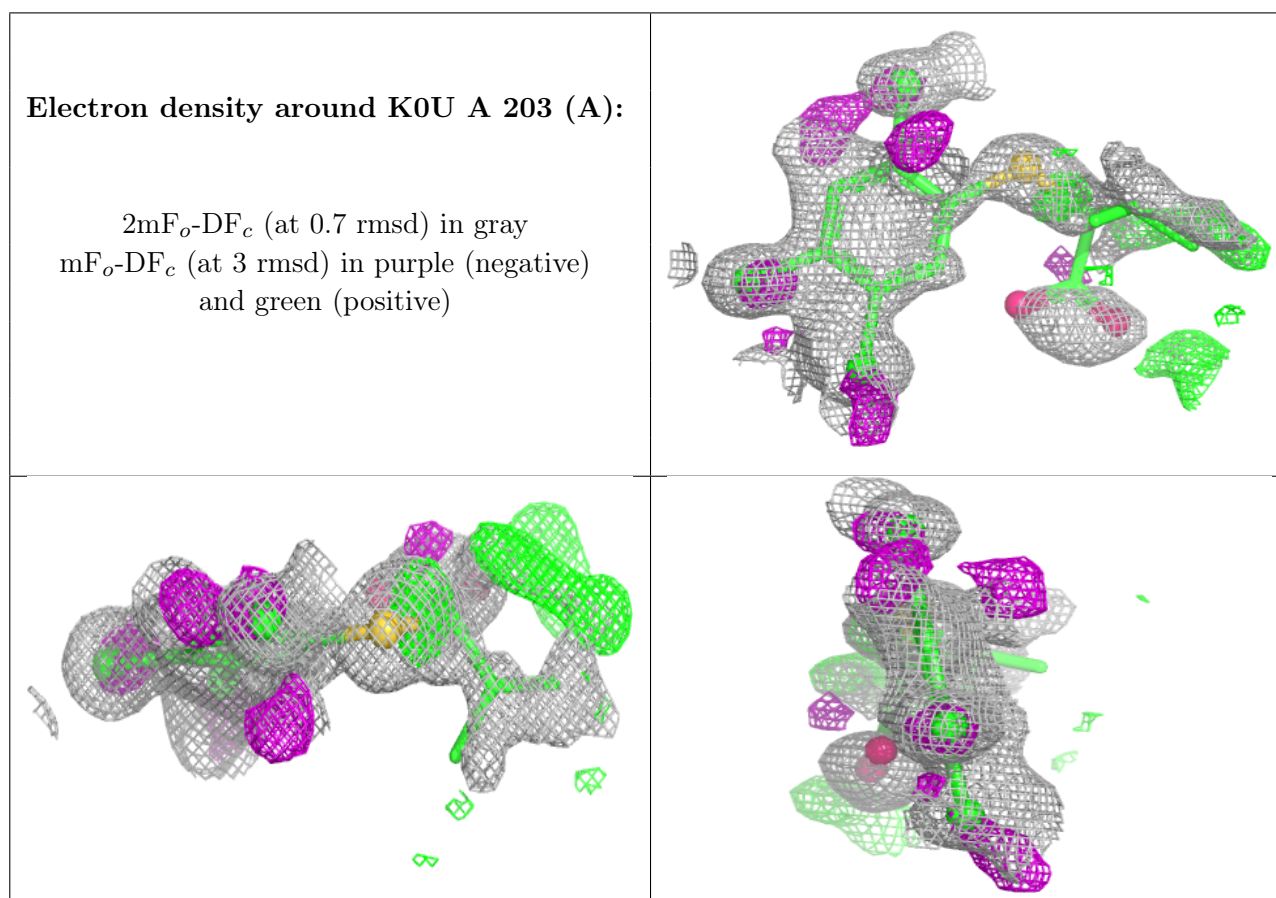 Electron density around K0U A 203 (A):
2mFo-DFc (at 0.7 rmsd) in gray
mFo-DFc (at 3 rmsd) in purple (negative)
and green (positive)